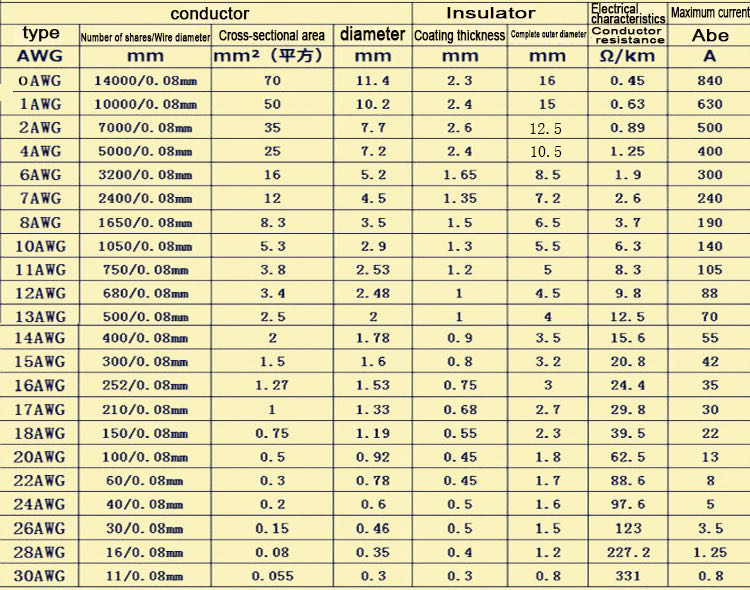 conductor Insulator Electrical characteristics Maximum current
type Number of shares/Wire diameter Cross-sectional area diameter Coating thickness Complete outer diameter Conductor resistance Abe
AWG mm mm² (平方) mm mm mm Ω/km A
0AWG 14000/0.08mm 70 11.4 2.3 16 0.45 840
1AWG 10000/0.08mm 50 10.2 2.4 15 0.63 630
2AWG 7000/0.08mm 35 7.7 2.6 12.5 0.89 500
4AWG 5000/0.08mm 25 7.2 2.4 10.5 1.25 400
6AWG 3200/0.08mm 16 5.2 1.65 8.5 1.9 300
7AWG 2400/0.08mm 12 4.5 1.35 7.2 2.6 240
8AWG 1650/0.08mm 8.3 3.5 1.5 6.5 3.7 190
10AWG 1050/0.08mm 5.3 2.9 1.3 5.5 6.3 140
11AWG 750/0.08mm 3.8 2.53 1.2 5 8.3 105
12AWG 680/0.08mm 3.4 2.48 1 4.5 9.8 88
13AWG 500/0.08mm 2.5 2 1 4 12.5 70
14AWG 400/0.08mm 2 1.78 0.9 3.5 15.6 55
15AWG 300/0.08mm 1.5 1.6 0.8 3.2 20.8 42
16AWG 252/0.08mm 1.27 1.53 0.75 3 24.4 35
17AWG 210/0.08mm 1 1.33 0.68 2.7 29.8 30
18AWG 150/0.08mm 0.75 1.19 0.55 2.3 39.5 22
20AWG 100/0.08mm 0.5 0.92 0.45 1.8 62.5 13
22AWG 60/0.08mm 0.3 0.78 0.45 1.7 88.6 8
24AWG 40/0.08mm 0.2 0.6 0.5 1.6 97.6 5
26AWG 30/0.08mm 0.15 0.46 0.5 1.5 123 3.5
28AWG 16/0.08mm 0.08 0.35 0.4 1.2 227.2 1.25
30AWG 11/0.08mm 0.055 0.3 0.3 0.8 331 0.8